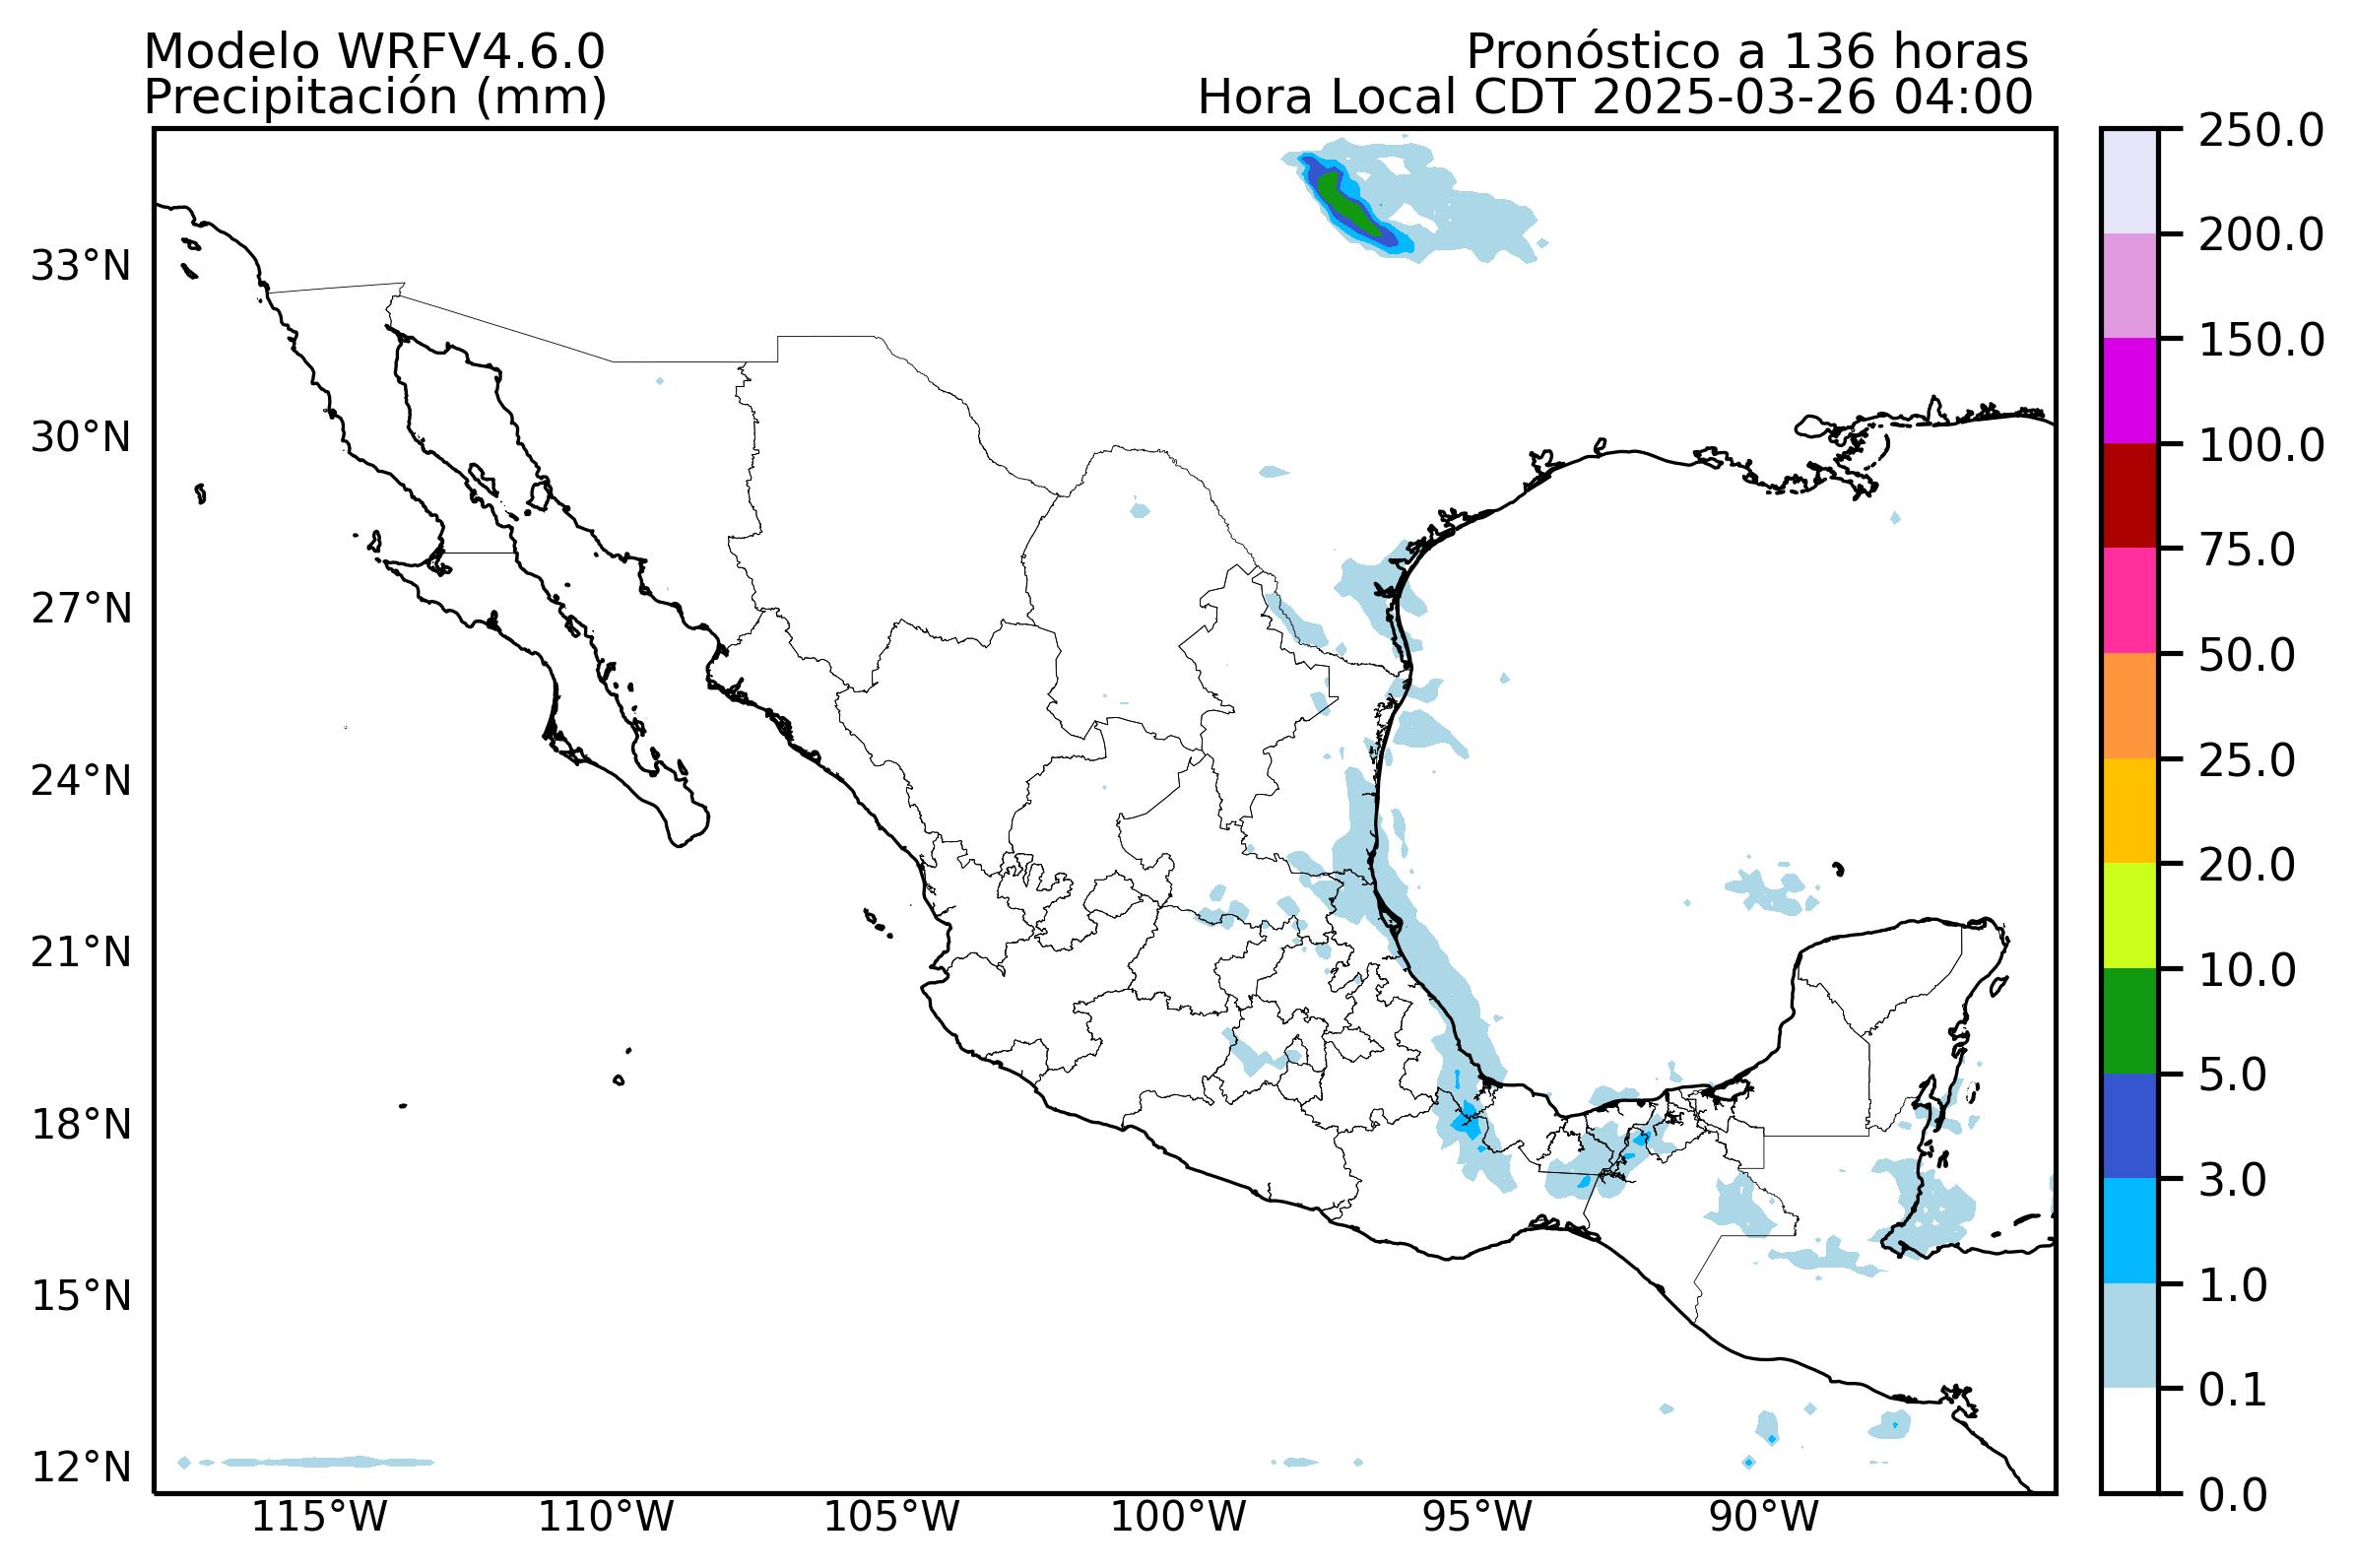 Modelo WRFV4.6.0
Precipitación (mm)
Pronóstico a 136 horas
Hora Local CDT 2025-03-26 04:00
33°N
30°N
27°N
24°N
21°N
18°N
15°N
12°N
115°W
110°W
105°W
100°W
95°W
90°W
250.0
200.0
150.0
100.0
75.0
50.0
25.0
20.0
10.0
5.0
3.0
1.0
0.1
0.0